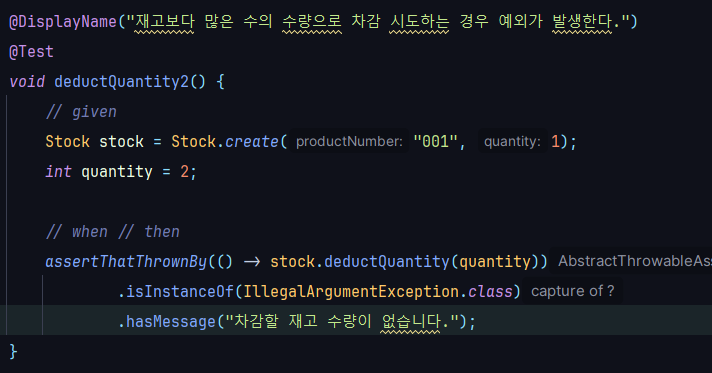 @DisplayName("재고보다 많은 수의 수량으로 차감 시도하는 경우 예외가 발생한다.")
@Test
void deductQuantity2() {
// given
Stock stock = Stock.create( productNumber: "001", quantity: 1);
int quantity = 2;
// when // then
assertThatThrownBy(() -> stock.deductQuantity(quantity)) AbstractThrowableAss
.isInstanceOf(IllegalArgumentException.class) capture of ?
.hasMessage("차감할 재고 수량이 없습니다.");
}